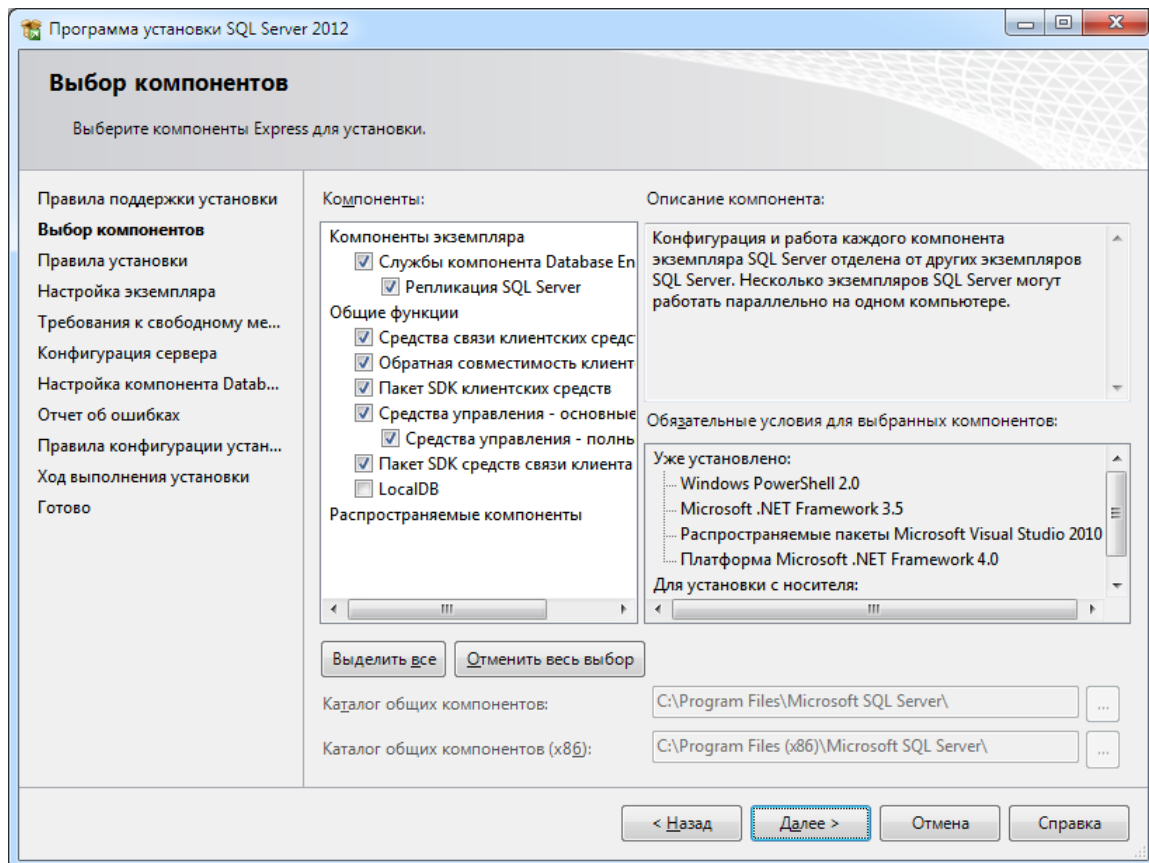 Программа установки SQL Server 2012
Выбор компонентов
Выберите компоненты Express для установки.
Правила поддержки установки
Выбор компонентов
Правила установки
Настройка экземпляра
Требования к свободному ме...
Конфигурация сервера
Настройка компонента Datab...
Отчет об ошибках
Правила конфигурации устан...
Ход выполнения установки
Готово
Компоненты:
Компоненты экземпляра
Службы компонента Database En
Репликация SQL Server
Общие функции
Средства связи клиентских средс
Обратная совместимость клиент
Пакет SDK клиентских средств
Средства управления - основные
Средства управления - полны
Пакет SDK средств связи клиента
LocalDB
Распространяемые компоненты
Описание компонента:
Конфигурация и работа каждого компонента
экземпляра SQL Server отделена от других экземпляров
SQL Server. Несколько экземпляров SQL Server могут
работать параллельно на одном компьютере.
Обязательные условия для выбранных компонентов:
Уже установлено:
Windows PowerShell 2.0
Microsoft .NET Framework 3.5
Распространяемые пакеты Microsoft Visual Studio 2010
Платформа Microsoft .NET Framework 4.0
Для установки с носителя:
Выделить все
Отменить весь выбор
Каталог общих компонентов:
C:\Program Files\Microsoft SQL Server\
...
Каталог общих компонентов (x86):
C:\Program Files (x86)\Microsoft SQL Server\
...
< Назад
Далее >
Отмена
Справка